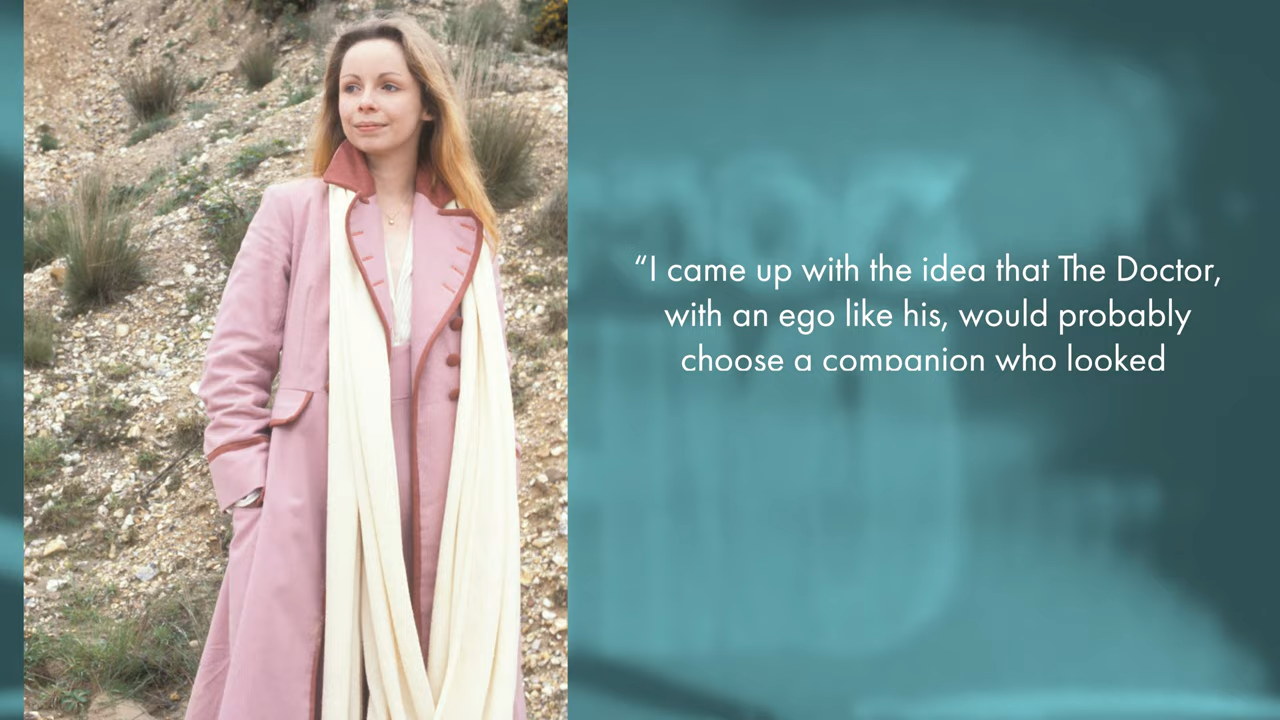 “I came up with the idea that The Doctor,
with an ego like his, would probably
choose a companion who looked